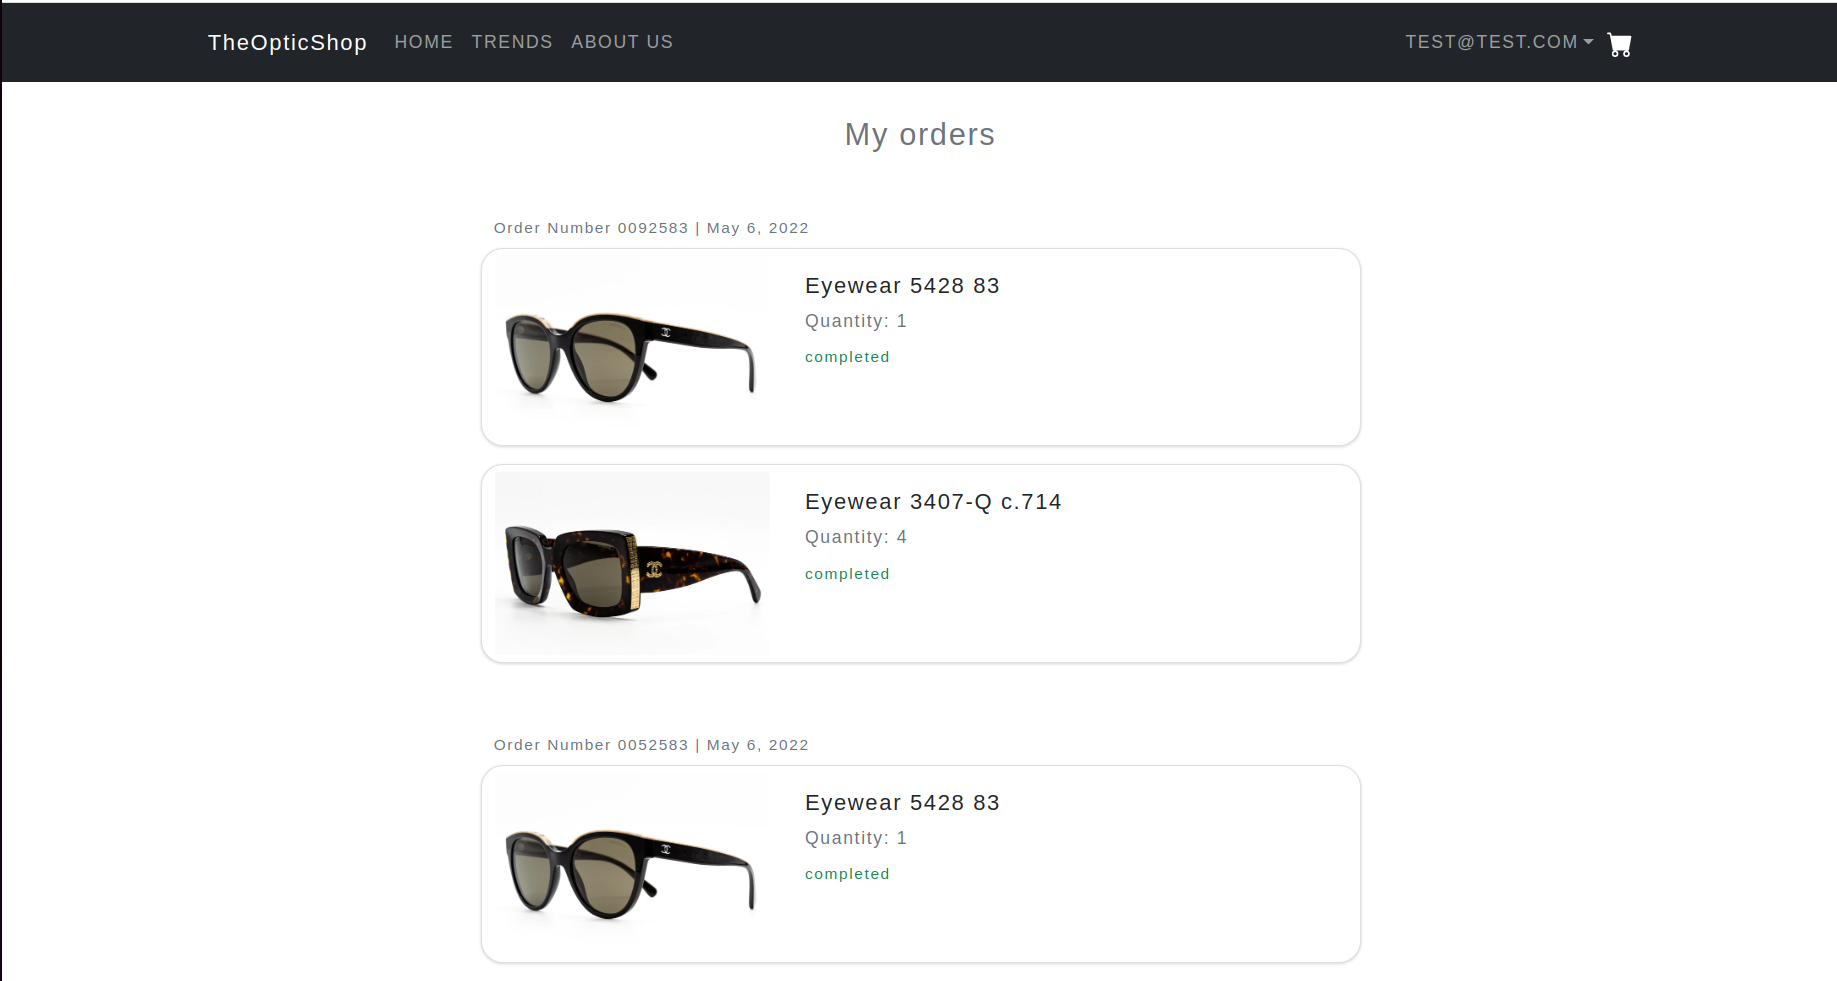 TheOpticShop HOME TRENDS ABOUT US TEST@TEST.COM
My orders
Order Number 0092583 | May 6, 2022
Eyewear 5428 83
Quantity: 1
completed
Eyewear 3407-Q c.714
Quantity: 4
completed
Order Number 0052583 | May 6, 2022
Eyewear 5428 83
Quantity: 1
completed